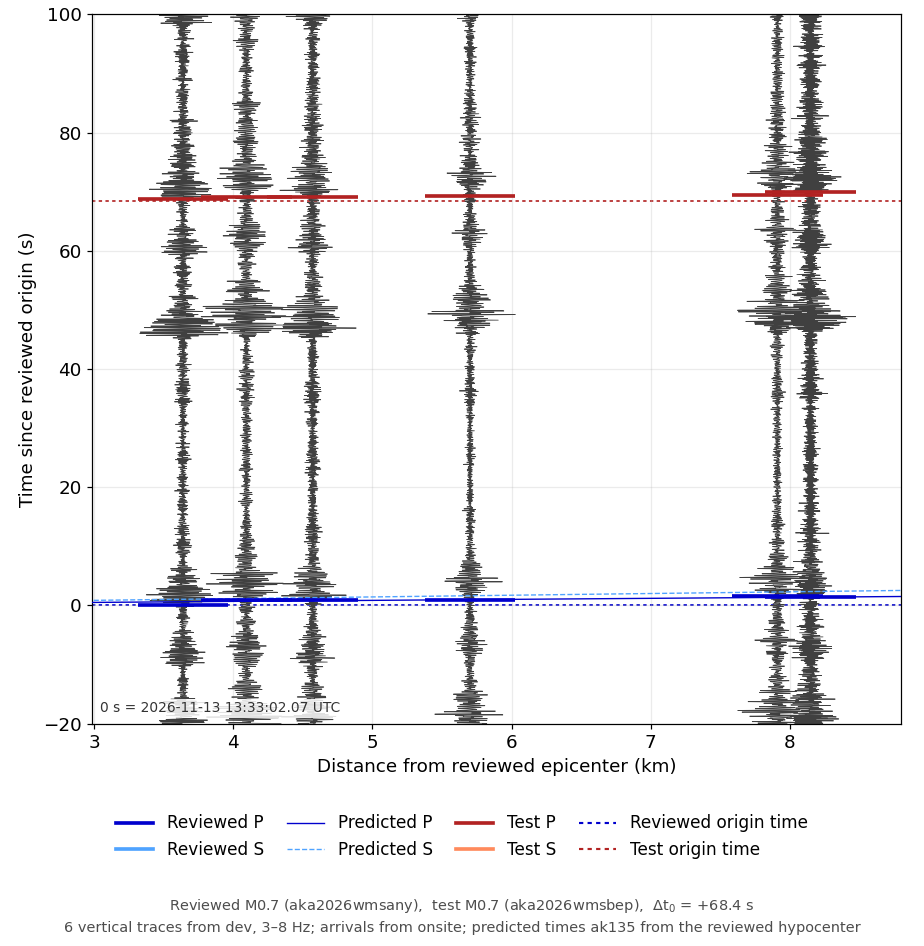 100
80
60
40
20
0
−20
Time since reviewed origin (s)
0 s = 2026-11-13 13:33:02.07 UTC
3 4 5 6 7 8
Distance from reviewed epicenter (km)
Reviewed P Predicted P Test P Reviewed origin time
Reviewed S Predicted S Test S Test origin time
Reviewed M0.7 (aka2026wmsany), test M0.7 (aka2026wmsbep), Δt₀ = +68.4 s
6 vertical traces from dev, 3–8 Hz; arrivals from onsite; predicted times ak135 from the reviewed hypocenter